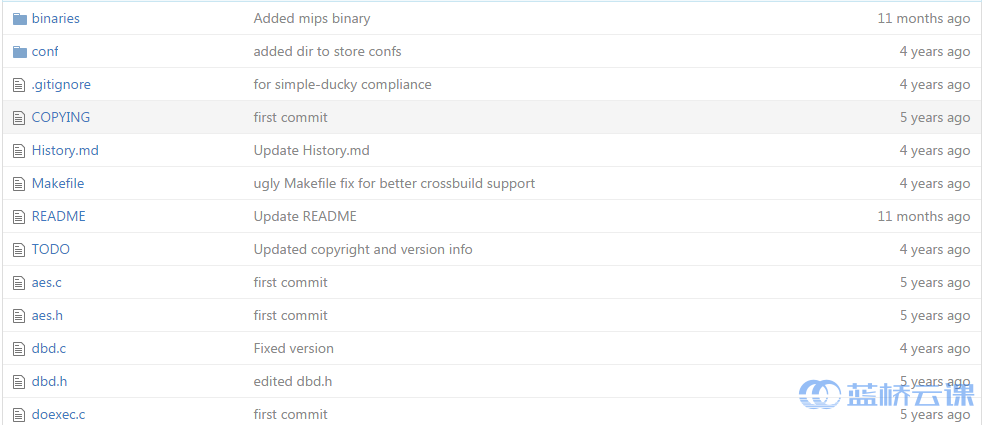 binaries Added mips binary 11 months ago
conf added dir to store confs 4 years ago
.gitignore for simple-ducky compliance 4 years ago
COPYING first commit 5 years ago
History.md Update History.md 4 years ago
Makefile ugly Makefile fix for better crossbuild support 4 years ago
README Update README 11 months ago
TODO Updated copyright and version info 4 years ago
aes.c first commit 5 years ago
aes.h first commit 5 years ago
dbd.c Fixed version 4 years ago
dbd.h edited dbd.h 5 years ago
蓝桥云课
doexec.c first commit 5 years ago